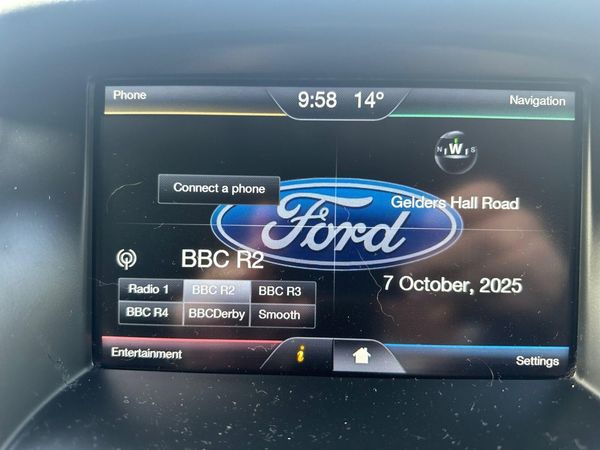 Phone
9:58 14°
Navigation
N W S
Connect a phone
Gelders Hall Road
Ford
BBC R2
7 October, 2025
Radio 1 BBC R2 BBC R3
BBC R4 BBCDerby Smooth
Entertainment
i
Settings